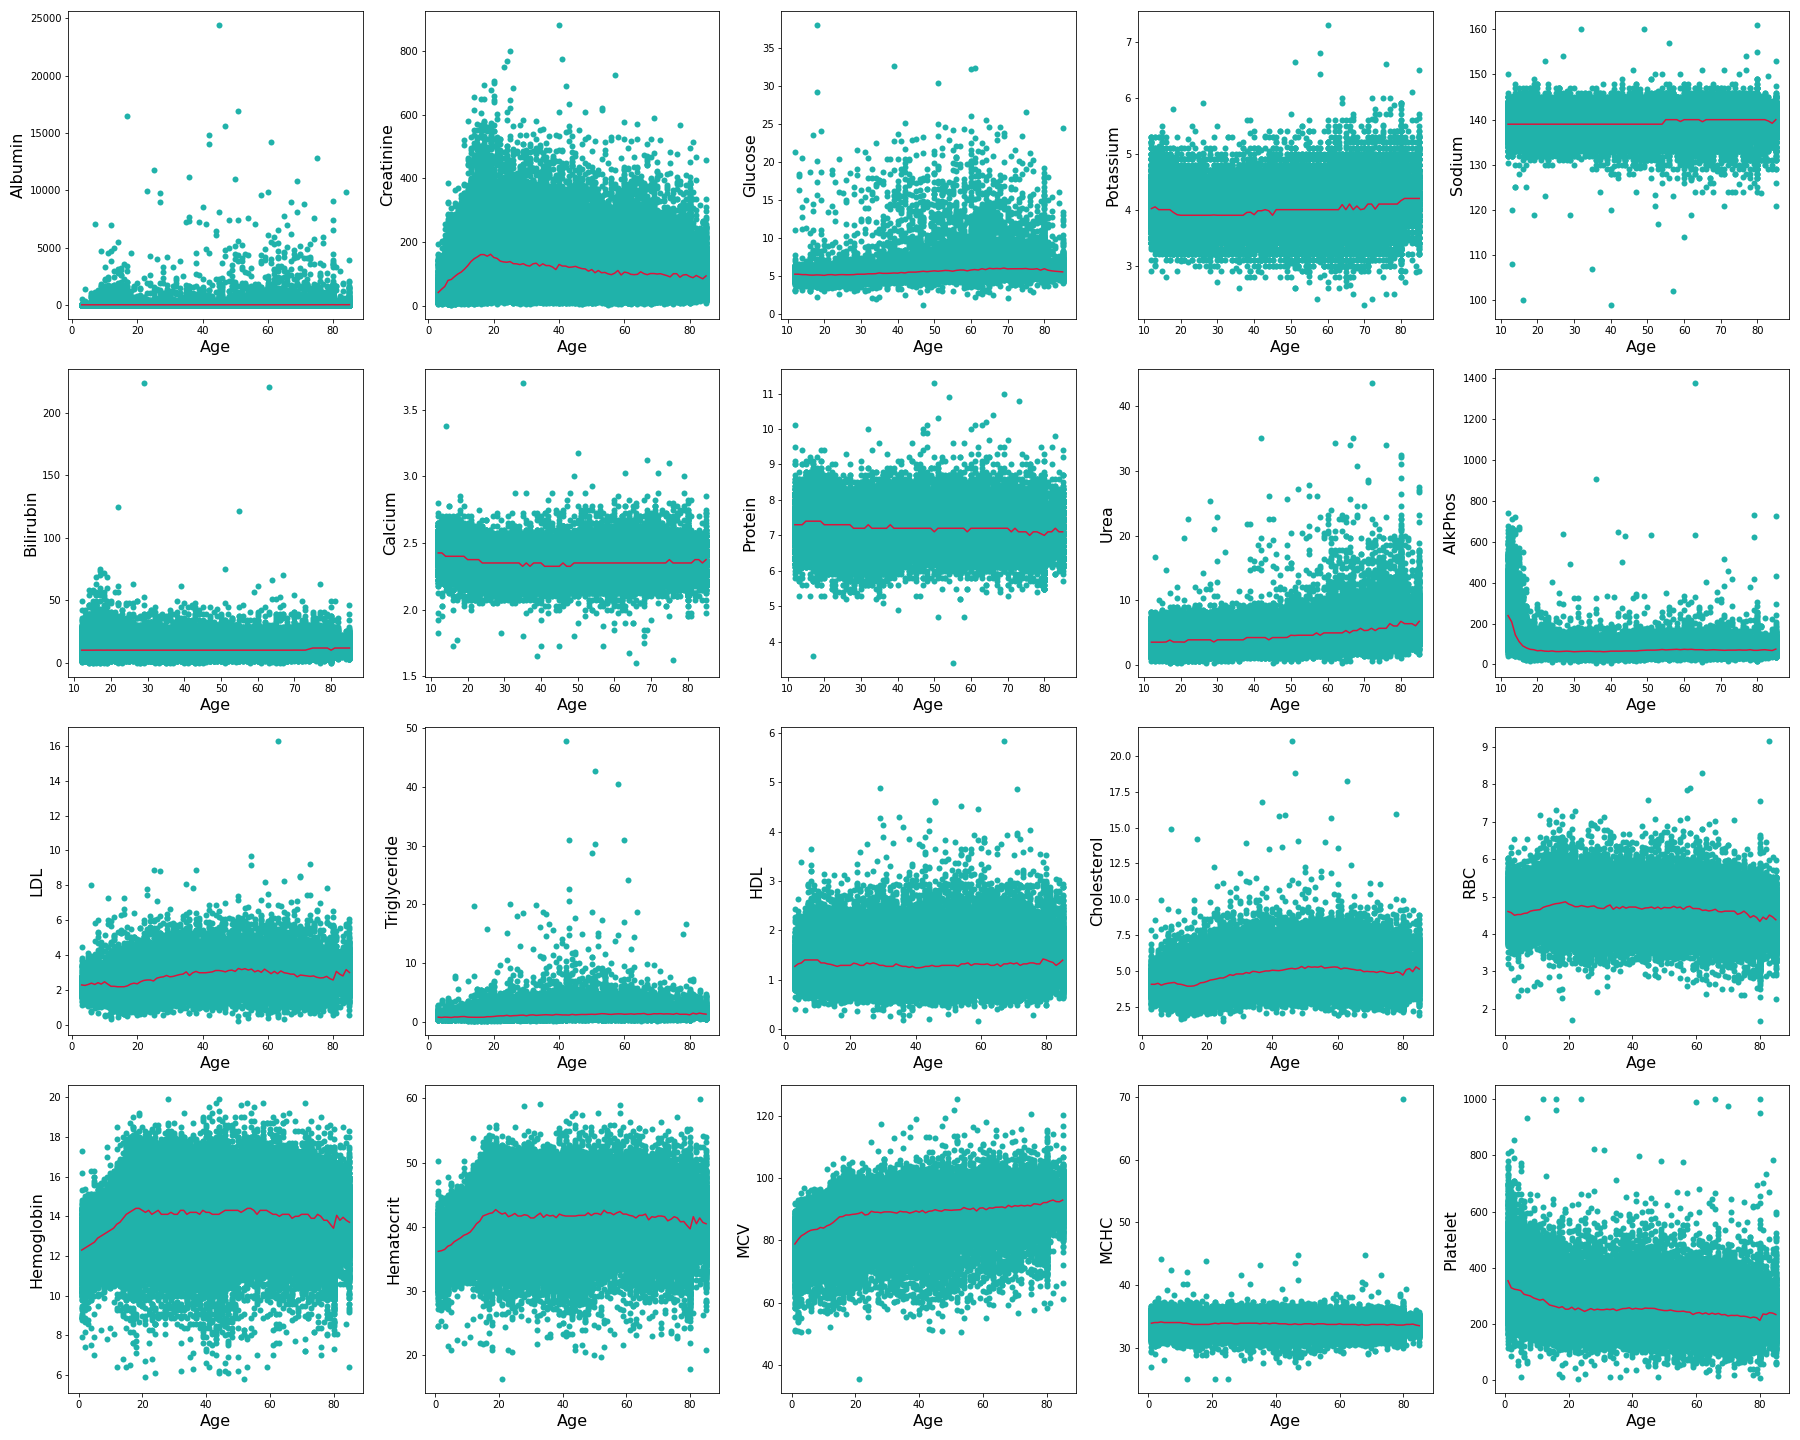 Albumin
25000
20000
15000
10000
5000
0
0 20 40 60 80
Age
Creatinine
800
600
400
200
0
0 20 40 60 80
Age
Glucose
35
30
25
20
15
10
5
0
10 20 30 40 50 60 70 80
Age
Potassium
7
6
5
4
3
10 20 30 40 50 60 70 80
Age
Sodium
160
150
140
130
120
110
100
10 20 30 40 50 60 70 80
Age
Bilirubin
200
150
100
50
0
10 20 30 40 50 60 70 80
Age
Calcium
3.5
3.0
2.5
2.0
1.5
10 20 30 40 50 60 70 80
Age
Protein
11
10
9
8
7
6
5
4
10 20 30 40 50 60 70 80
Age
Urea
40
30
20
10
0
10 20 30 40 50 60 70 80
Age
AlkPhos
1400
1200
1000
800
600
400
200
0
10 20 30 40 50 60 70 80
Age
LDL
16
14
12
10
8
6
4
2
0
0 20 40 60 80
Age
Triglyceride
50
40
30
20
10
0
0 20 40 60 80
Age
HDL
6
5
4
3
2
1
0
0 20 40 60 80
Age
Cholesterol
20.0
17.5
15.0
12.5
10.0
7.5
5.0
2.5
0 20 40 60 80
Age
RBC
9
8
7
6
5
4
3
2
0 20 40 60 80
Age
Hemoglobin
20
18
16
14
12
10
8
6
0 20 40 60 80
Age
Hematocrit
60
50
40
30
20
0 20 40 60 80
Age
MCV
120
100
80
60
40
0 20 40 60 80
Age
MCHC
70
60
50
40
30
0 20 40 60 80
Age
Platelet
1000
800
600
400
200
0
0 20 40 60 80
Age